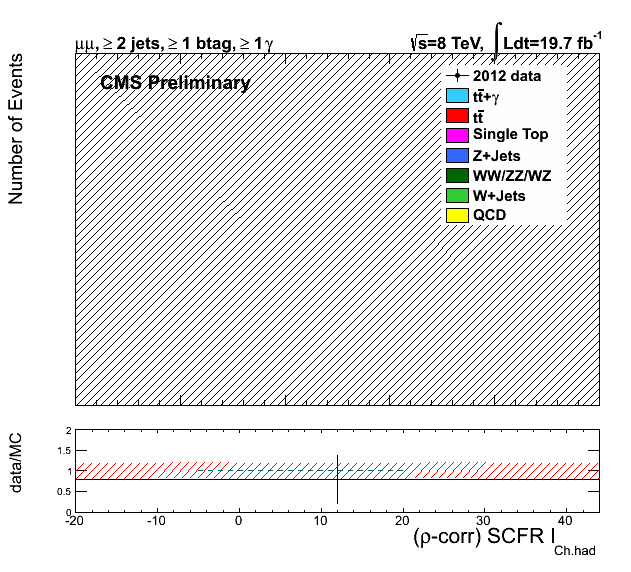 μμ, ≥ 2 jets, ≥ 1 btag, ≥ 1 γ
√s=8 TeV, ∫ Ldt=19.7 fb⁻¹
CMS Preliminary
2012 data
tt̄+γ
tt̄
Single Top
Z+Jets
WW/ZZ/WZ
W+Jets
QCD
Number of Events
data/MC
2
1.5
1
0.5
0
-20 -10 0 10 20 30 40
(ρ-corr) SCFR I_Ch.had